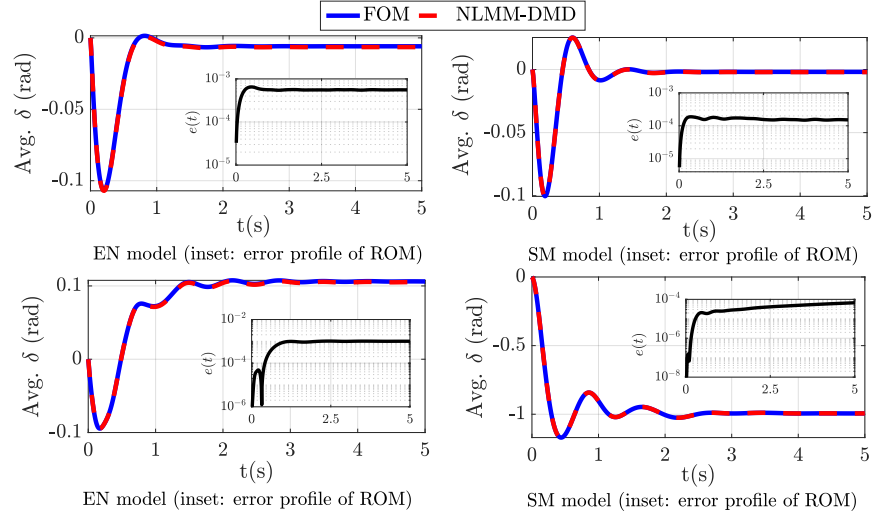 FOM NLMM-DMD
0
-0.05
-0.1
Avg. δ (rad)
10⁻³
10⁻⁴
10⁻⁵
e(t)
0 2.5 5
0 1 2 3 4 5
t(s)
EN model (inset: error profile of ROM)
0.1
0
-0.1
Avg. δ (rad)
10⁻²
10⁻⁴
10⁻⁶
e(t)
0 2.5 5
0 1 2 3 4 5
t(s)
EN model (inset: error profile of ROM)
0
-0.05
-0.1
Avg. δ (rad)
10⁻³
10⁻⁴
10⁻⁵
e(t)
0 2.5 5
0 1 2 3 4 5
t(s)
SM model (inset: error profile of ROM)
0
-0.5
-1
Avg. δ (rad)
10⁻⁴
10⁻⁶
10⁻⁸
e(t)
0 2.5 5
0 1 2 3 4 5
t(s)
SM model (inset: error profile of ROM)